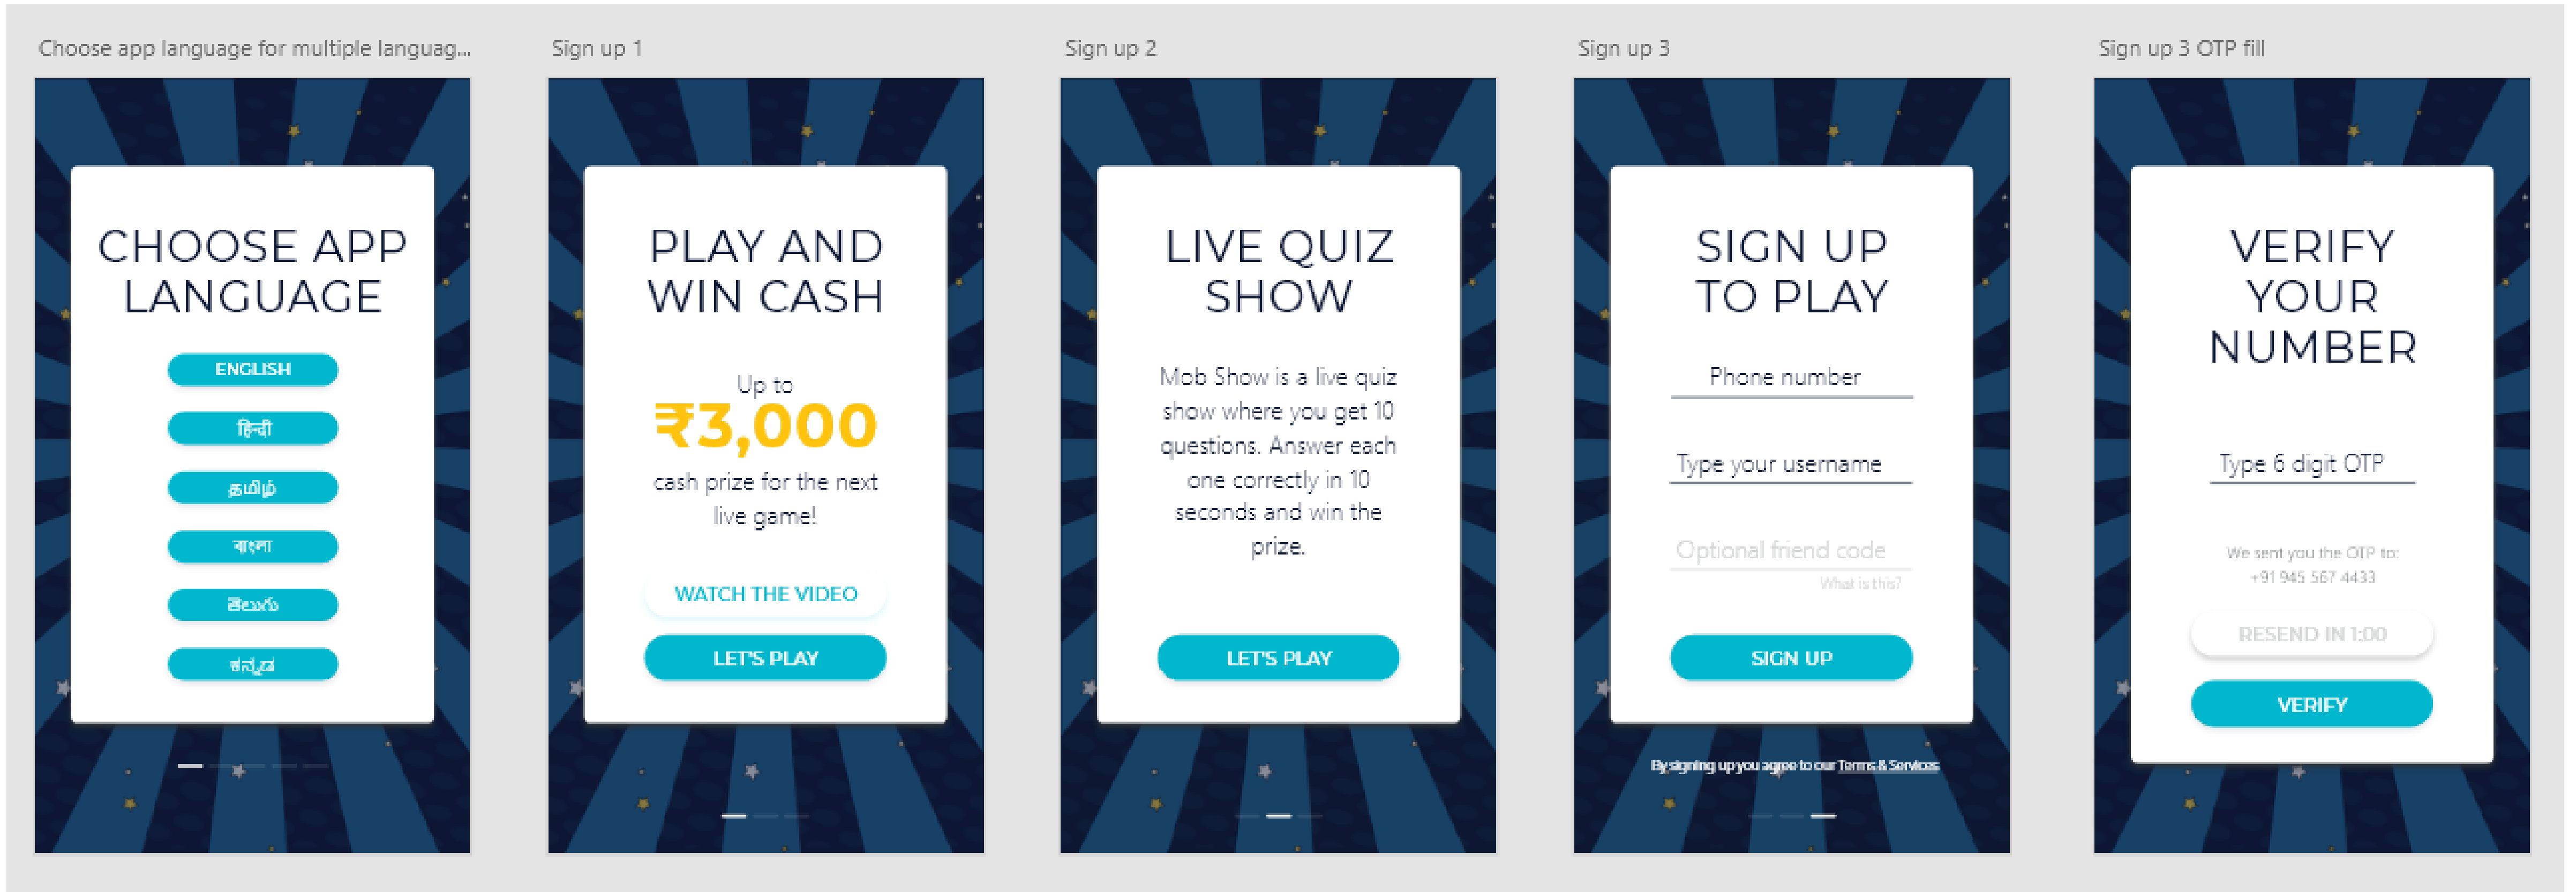 Choose app language for multiple languag...
CHOOSE APP
LANGUAGE
ENGLISH
हिन्दी
தமிழ்
বাংলা
తెలుగు
ಕನ್ನಡ
Sign up 1
PLAY AND
WIN CASH
Up to
₹3,000
cash prize for the next
live game!
WATCH THE VIDEO
LET'S PLAY
Sign up 2
LIVE QUIZ
SHOW
Mob Show is a live quiz
show where you get 10
questions. Answer each
one correctly in 10
seconds and win the
prize.
LET'S PLAY
Sign up 3
SIGN UP
TO PLAY
Phone number
Type your username
Optional friend code
What is this?
SIGN UP
By signing up you agree to our Terms & Services
Sign up 3 OTP fill
VERIFY
YOUR
NUMBER
Type 6 digit OTP
We sent you the OTP to:
+91 945 567 4433
RESEND IN 1:00
VERIFY